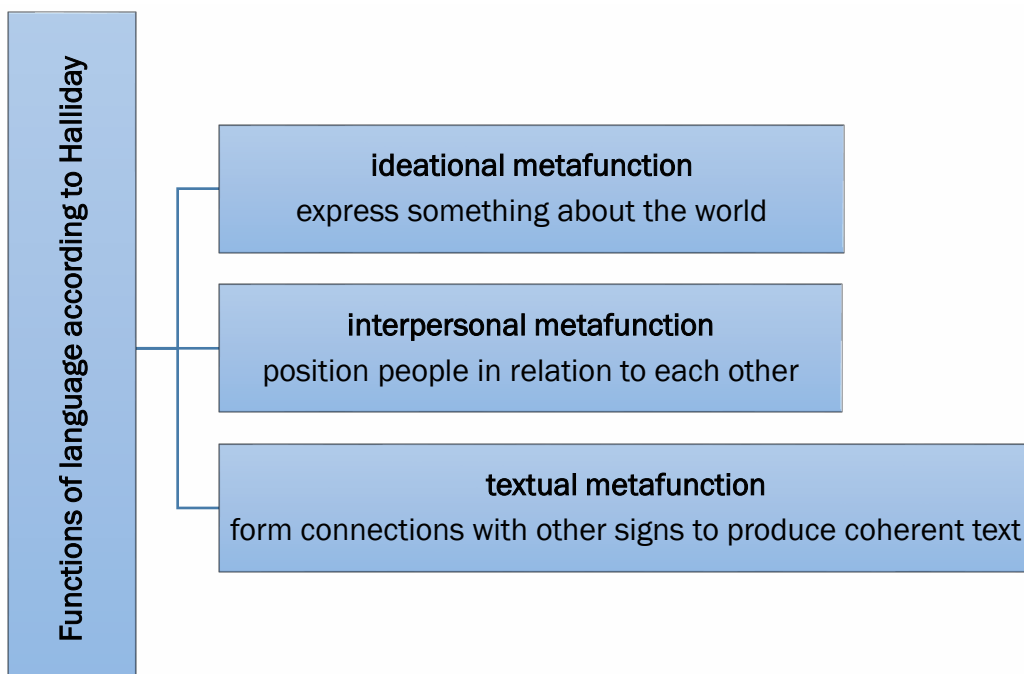 Functions of language according to Halliday
ideational metafunction
express something about the world
interpersonal metafunction
position people in relation to each other
textual metafunction
form connections with other signs to produce coherent text